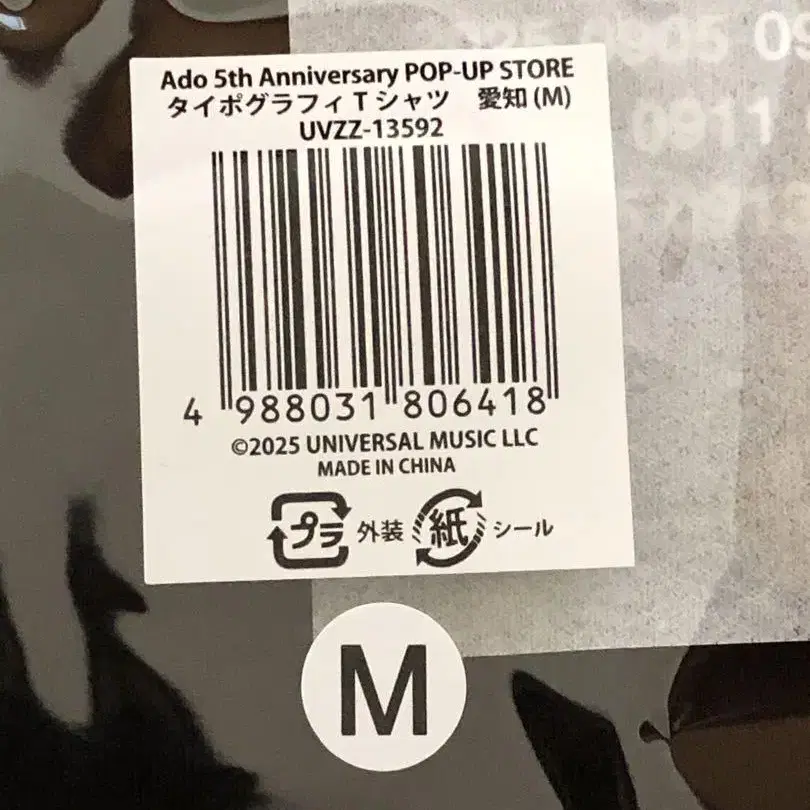 0905
0911
Ado 5th Anniversary POP-UP STORE
タイポグラフィTシャツ 愛知(M)
UVZZ-13592
4 988031 806418
©2025 UNIVERSAL MUSIC LLC
MADE IN CHINA
プラ 外装 紙 シール
M